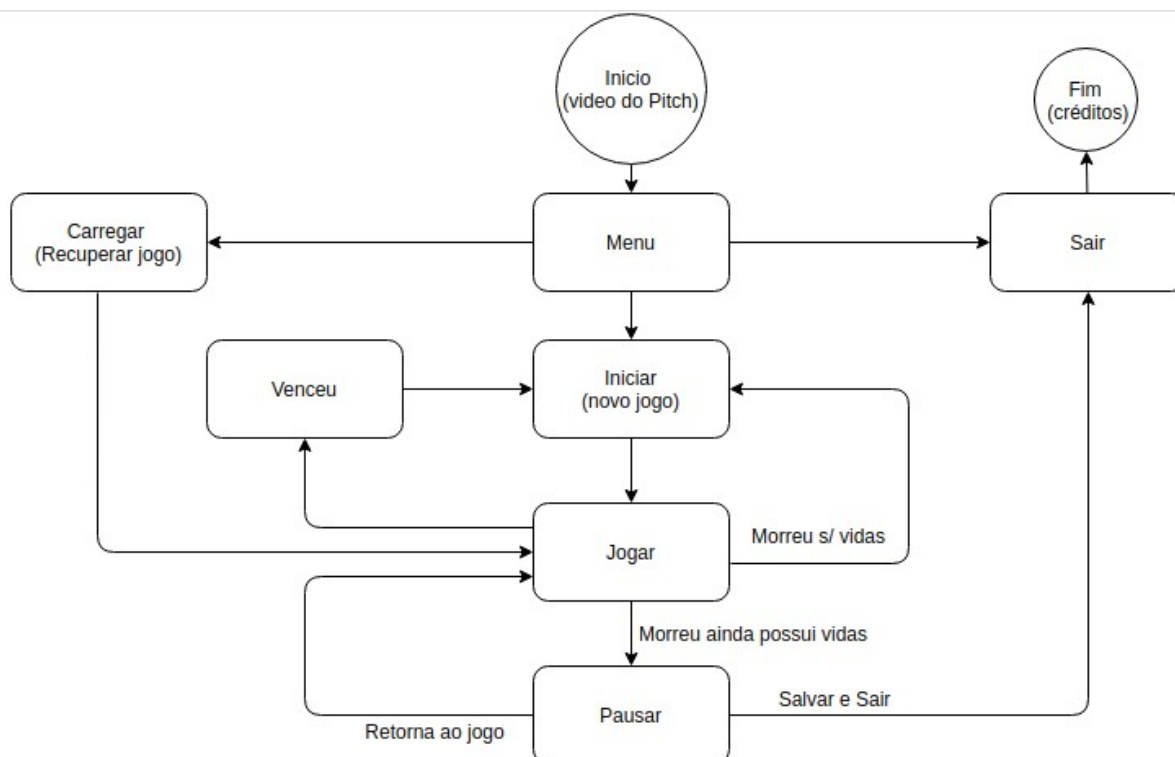 Inicio
(video do Pitch)
Fim
(créditos)
Carregar
(Recuperar jogo)
Menu
Sair
Venceu
Iniciar
(novo jogo)
Jogar
Morreu s/ vidas
Morreu ainda possui vidas
Pausar
Salvar e Sair
Retorna ao jogo